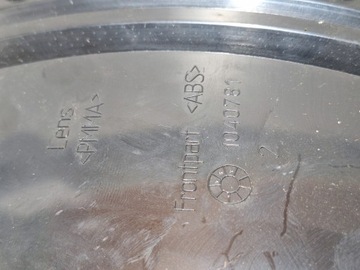 Lens
<PMMA>
Frontpart <ABS>
1040781
2